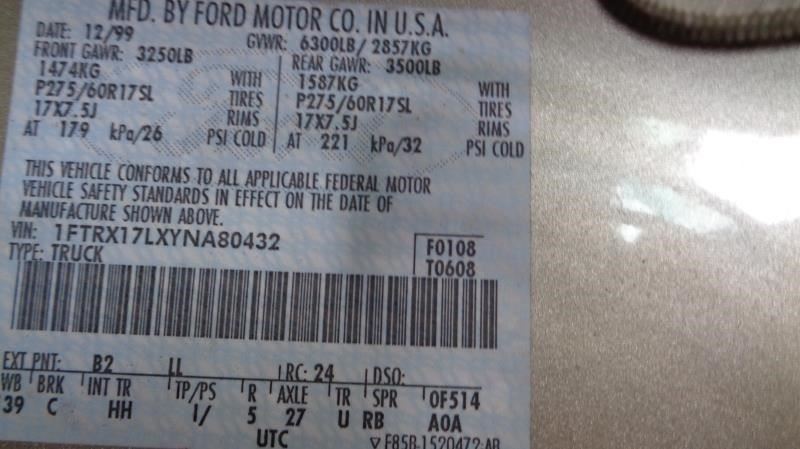 MFD. BY FORD MOTOR CO. IN U.S.A.
DATE: 12/99 GVWR: 6300LB/ 2857KG
FRONT GAWR: 3250LB REAR GAWR: 3500LB
1474KG WITH 1587KG WITH
P275/60R17SL TIRES P275/60R17SL TIRES
17X7.5J RIMS 17X7.5J RIMS
AT 179 kPa/26 PSI COLD AT 221 kPa/32 PSI COLD
THIS VEHICLE CONFORMS TO ALL APPLICABLE FEDERAL MOTOR
VEHICLE SAFETY STANDARDS IN EFFECT ON THE DATE OF
MANUFACTURE SHOWN ABOVE.
VIN: 1FTRX17LXYNA80432 F0108
TYPE: TRUCK T0608
EXT PNT: B2 LL RC: 24 DSO:
WB BRK INT TR TP/PS R AXLE TR SPR 0F514
39 C HH 1/ 5 27 U RB A0A
UTC ▽ F85B-1520472-AB